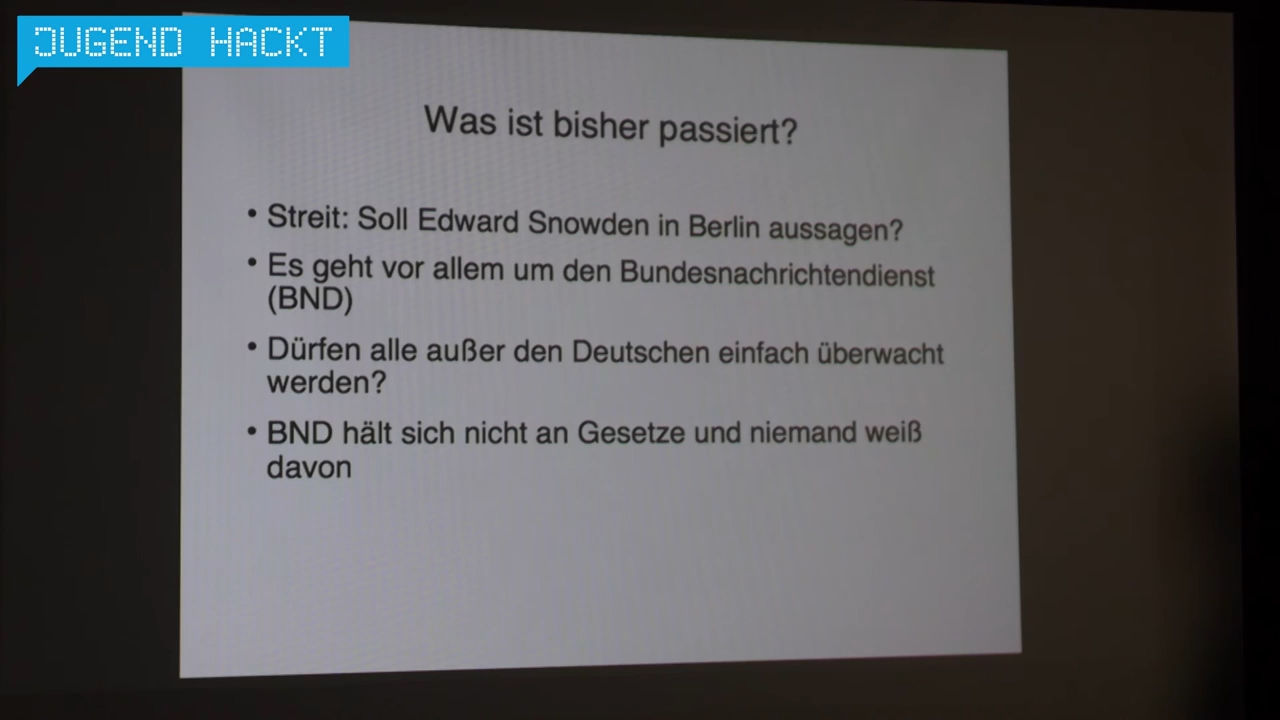 JUGEND HACKT
Was ist bisher passiert?
• Streit: Soll Edward Snowden in Berlin aussagen?
• Es geht vor allem um den Bundesnachrichtendienst
(BND)
• Dürfen alle außer den Deutschen einfach überwacht
werden?
• BND hält sich nicht an Gesetze und niemand weiß
davon